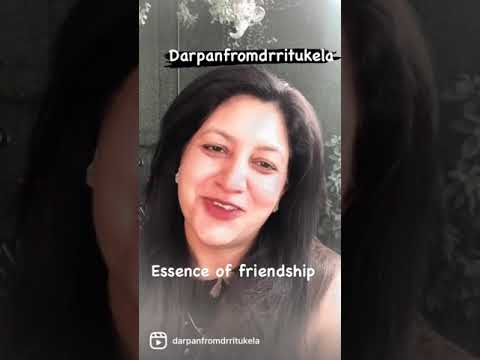 Darpanfromdrritukela
Essence of friendship
darpanfromdrritukela